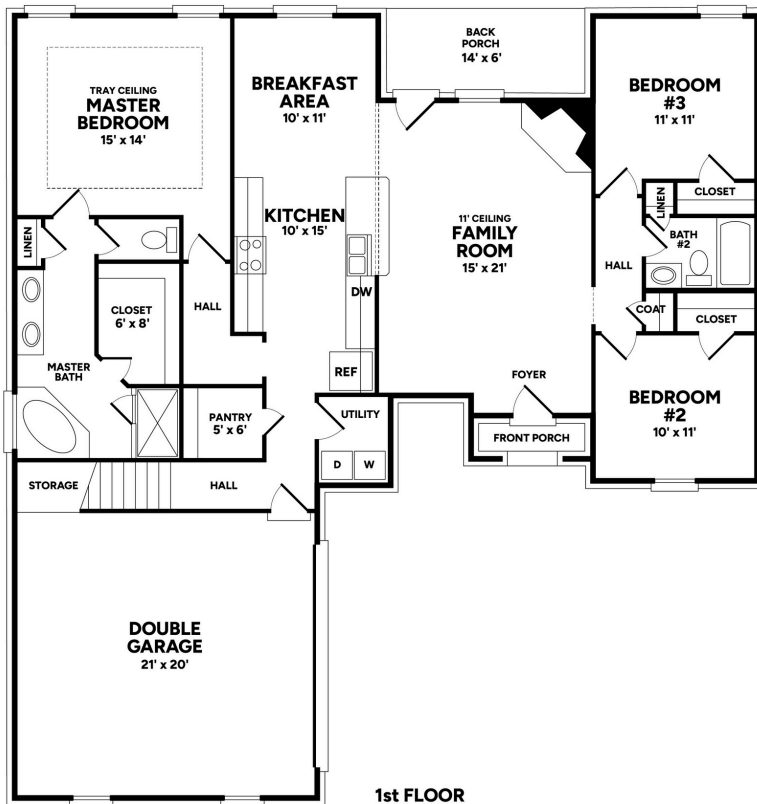 BACK
PORCH
14' x 6'
TRAY CEILING
MASTER
BEDROOM
15' x 14'
BREAKFAST
AREA
10' x 11'
BEDROOM
#3
11' x 11'
LINEN
CLOSET
KITCHEN
10' x 15'
11' CEILING
FAMILY
ROOM
15' x 21'
BATH
#2
LINEN
HALL
CLOSET
6' x 8'
HALL
DW
COAT
CLOSET
MASTER
BATH
REF
FOYER
BEDROOM
#2
10' x 11'
PANTRY
5' x 6'
UTILITY
FRONT PORCH
D
W
STORAGE
HALL
DOUBLE
GARAGE
21' x 20'
1st FLOOR